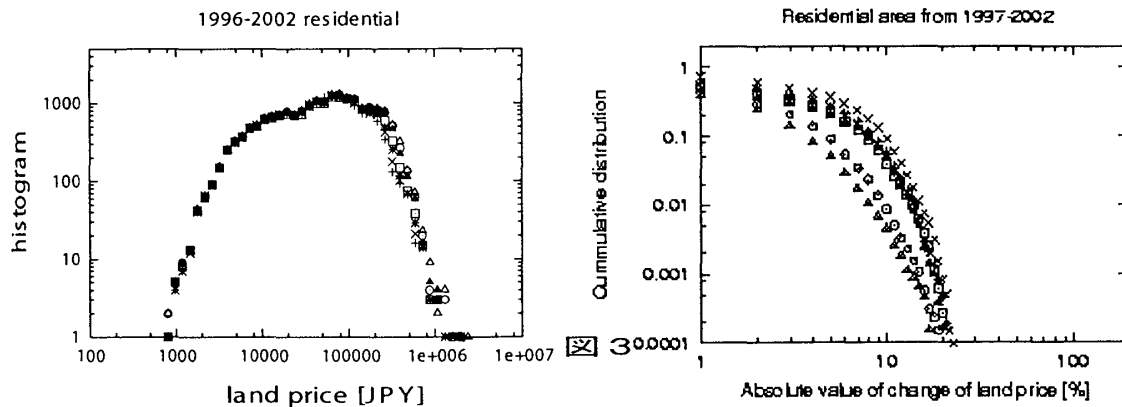 1996-2002 residential
histogram
1000
100
10
1
100
1000
10000
100000
1e+006
1e+007
land price [JPY]
図 3
Residential area from 1997-2002
Cummulative distribution
1
0.1
0.01
0.001
0.0001
1
10
100
Absolute value of change of land price [%]